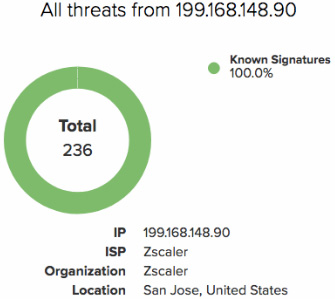 All threats from 199.168.148.90
Known Signatures
100.0%
Total
236
IP 199.168.148.90
ISP Zscaler
Organization Zscaler
Location San Jose, United States